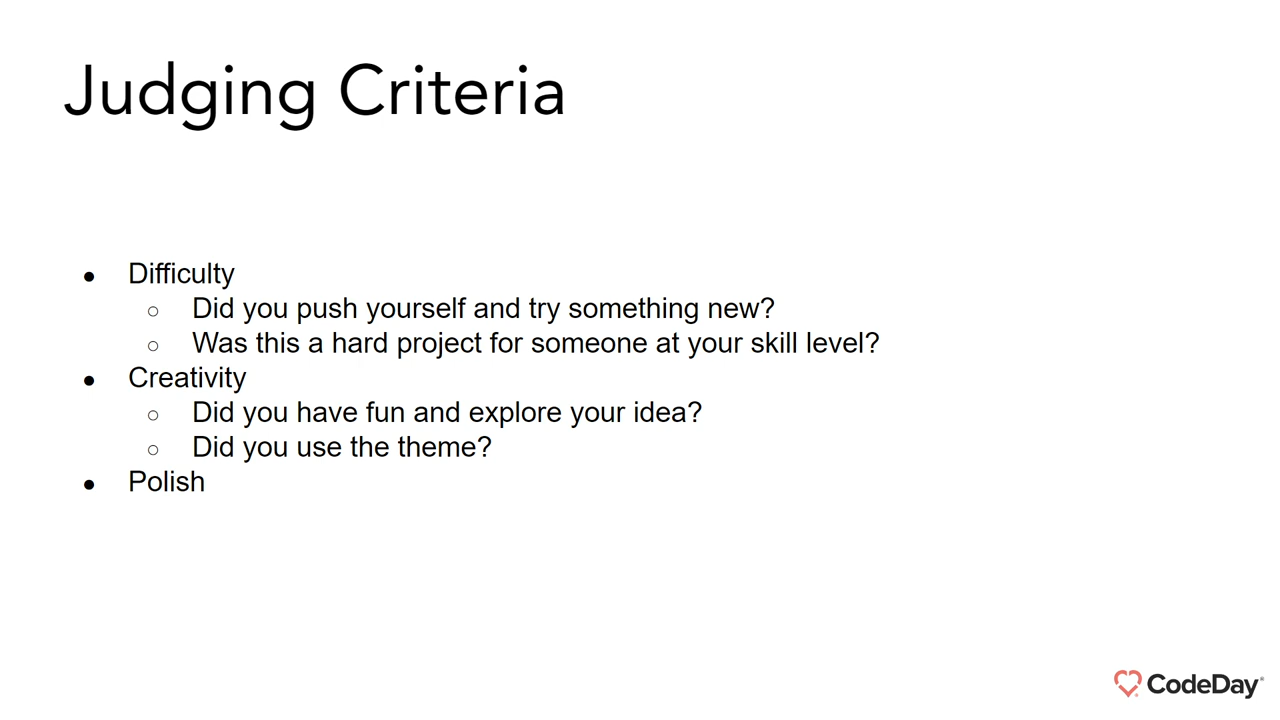 Judging Criteria
● Difficulty
○ Did you push yourself and try something new?
○ Was this a hard project for someone at your skill level?
● Creativity
○ Did you have fun and explore your idea?
○ Did you use the theme?
● Polish
CodeDay®